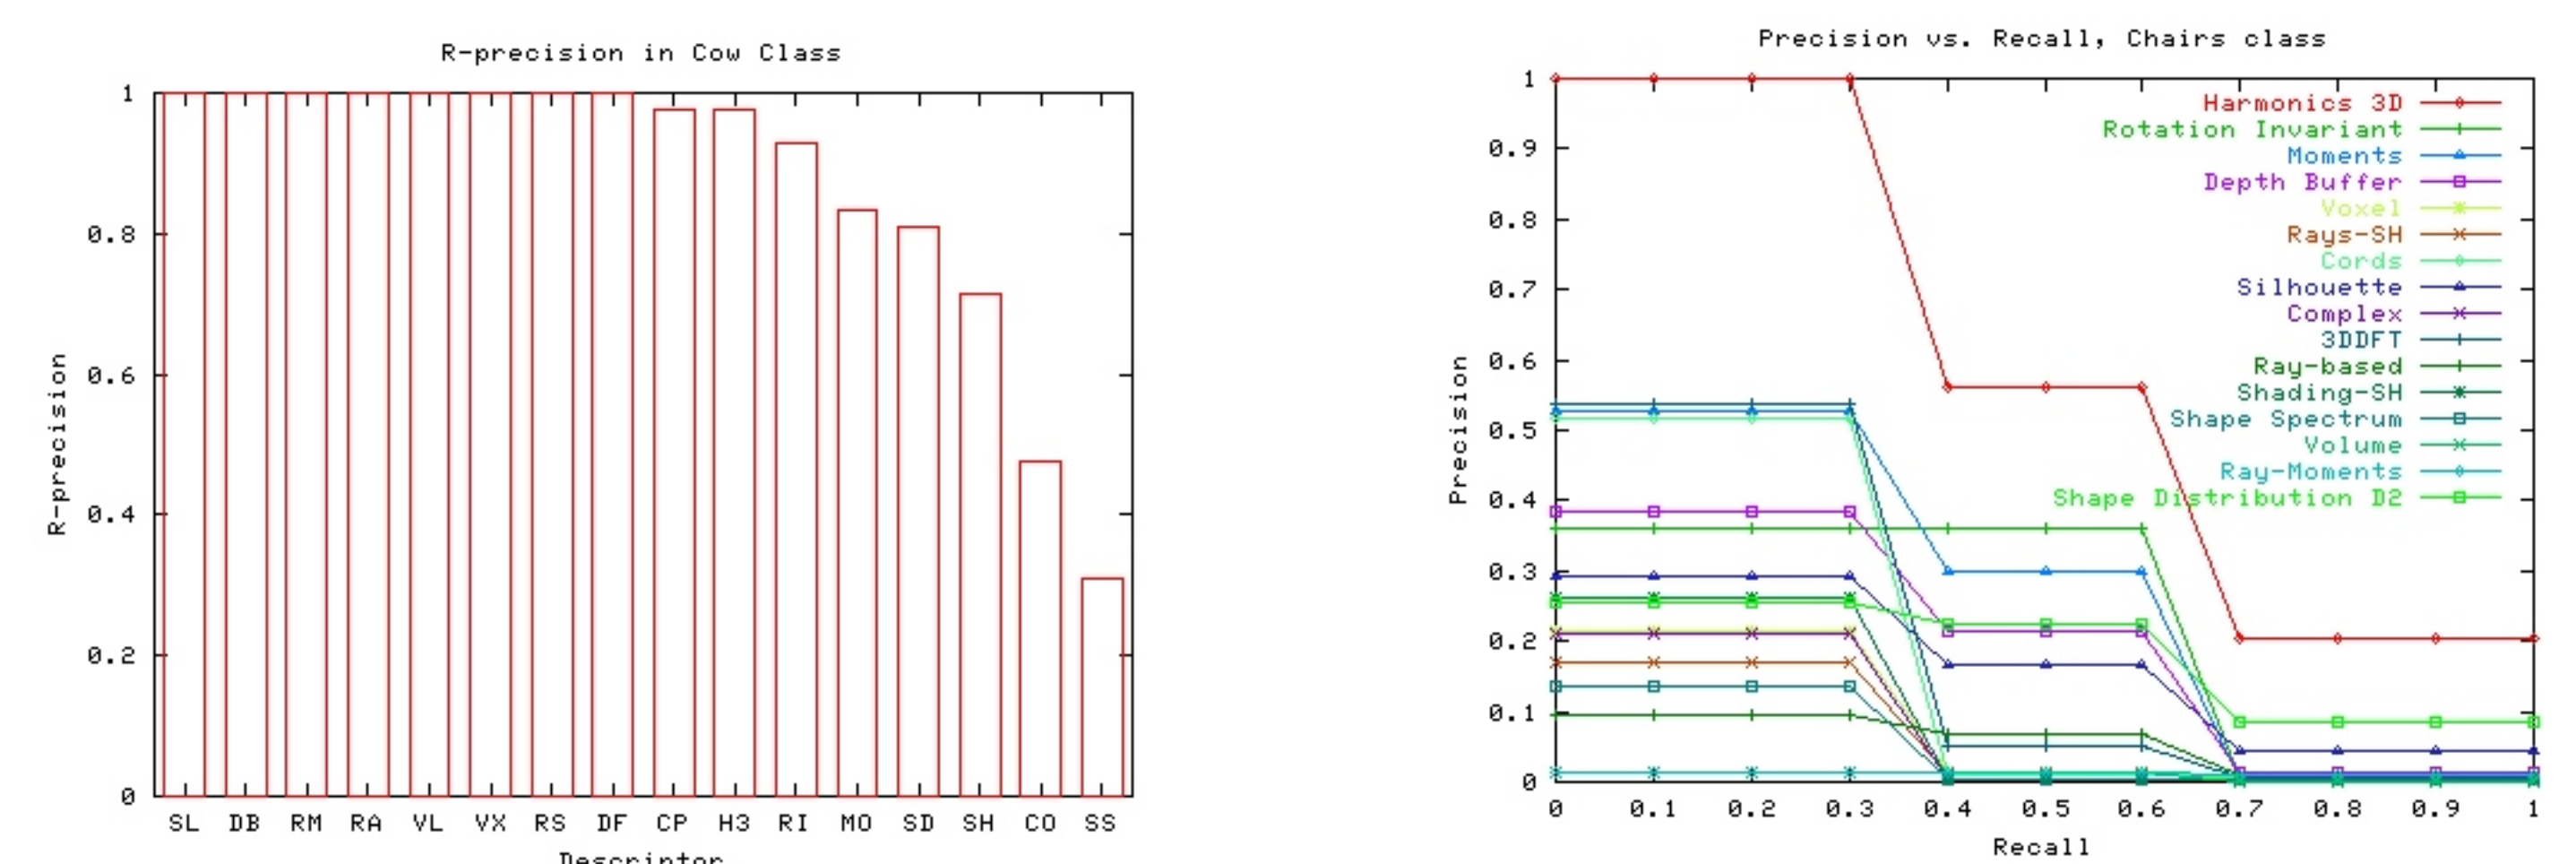 R-precision in Cow Class
1
0.8
0.6
0.4
0.2
0
R-precision
SL DB RM RA VL VX RS DF CP H3 RI MO SD SH CO SS
Descriptor
Precision vs. Recall, Chairs class
1
0.9
0.8
0.7
0.6
0.5
0.4
0.3
0.2
0.1
0
Precision
Harmonics 3D
Rotation Invariant
Moments
Depth Buffer
Voxel
Rays-SH
Cords
Silhouette
Complex
3DDFT
Ray-based
Shading-SH
Shape Spectrum
Volume
Ray-Moments
Shape Distribution D2
0 0.1 0.2 0.3 0.4 0.5 0.6 0.7 0.8 0.9 1
Recall